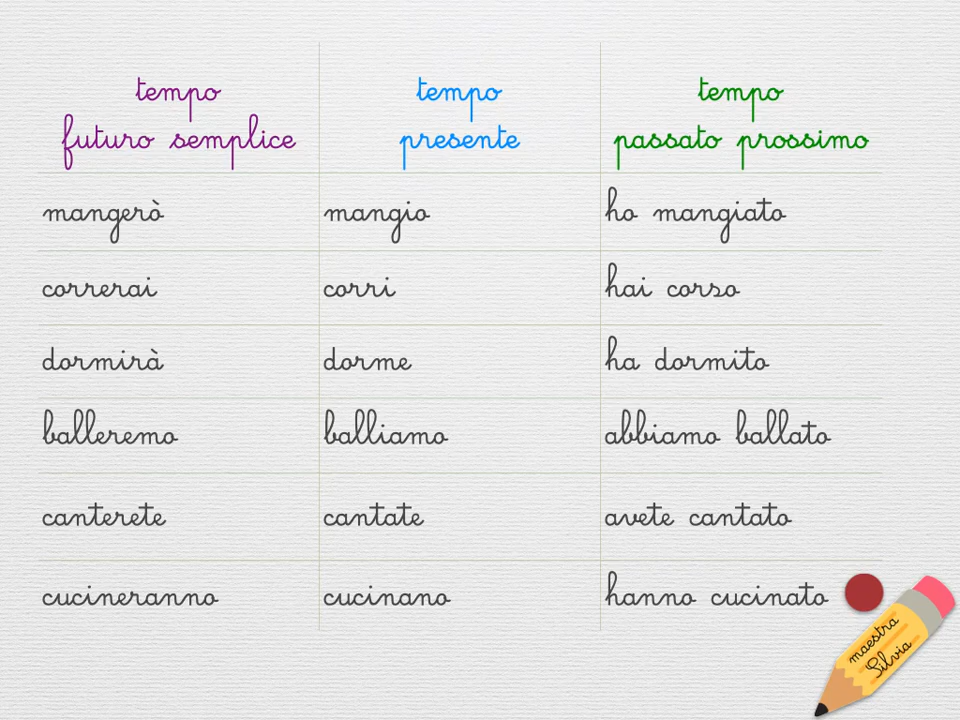 tempo
futuro semplice
tempo
presente
tempo
passato prossimo
mangerò mangio ho mangiato
correrai corri hai corso
dormirà dorme ha dormito
balleremo balliamo abbiamo ballato
canterete cantate avete cantato
cucineranno cucinano hanno cucinato
maestra
Silvia